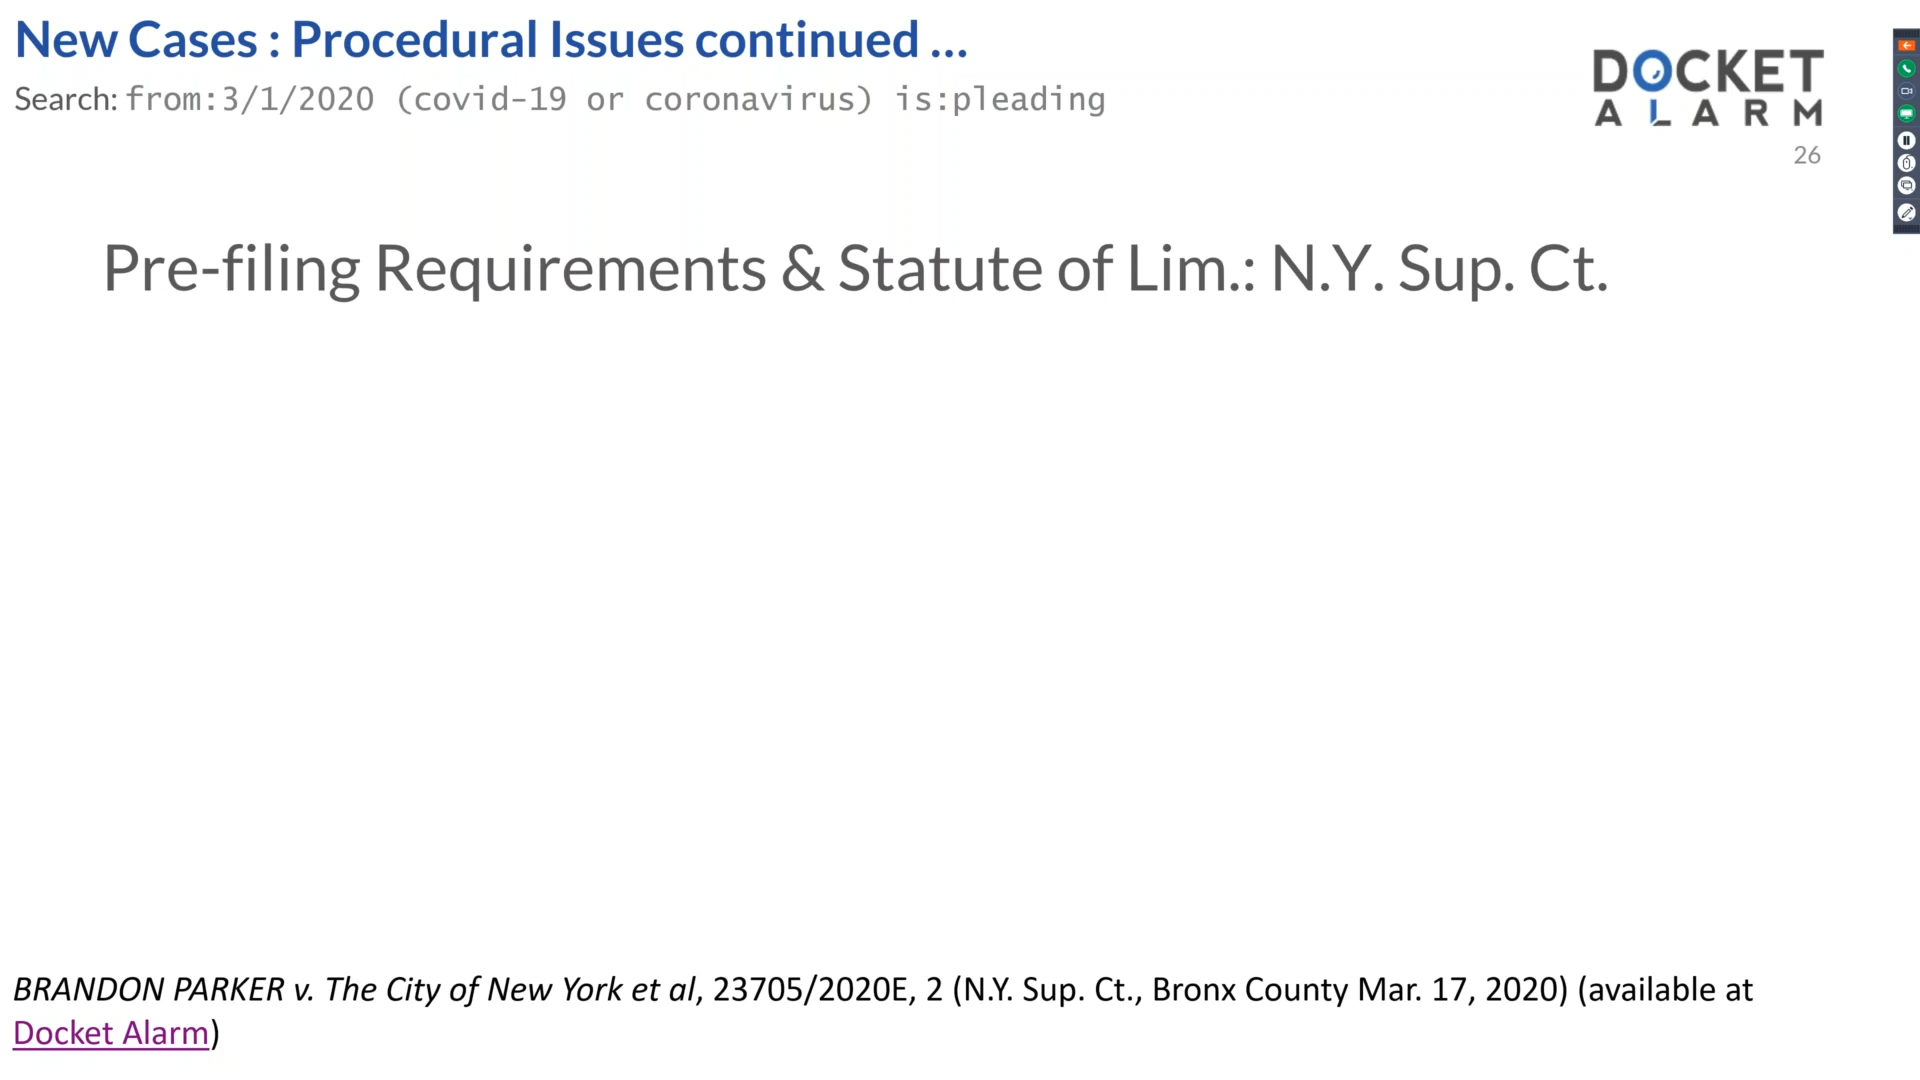 New Cases : Procedural Issues continued ...
Search: from:3/1/2020 (covid-19 or coronavirus) is:pleading
DOCKET
ALARM
26
Pre-filing Requirements & Statute of Lim.: N.Y. Sup. Ct.
BRANDON PARKER v. The City of New York et al, 23705/2020E, 2 (N.Y. Sup. Ct., Bronx County Mar. 17, 2020) (available at
Docket Alarm)